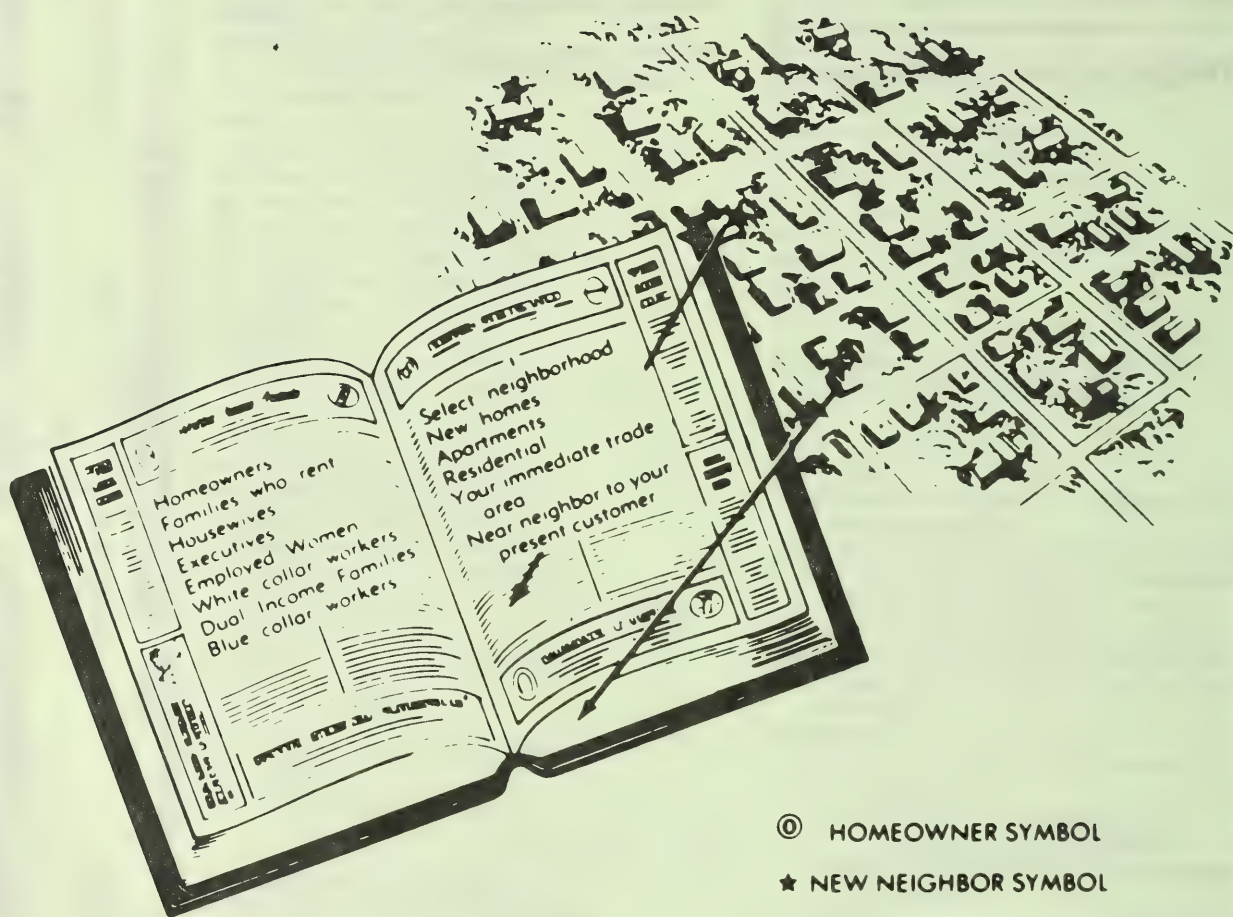 Homeowners
Families who rent
Housewives
Executives
Employed Women
White collar workers
Dual Income Families
Blue collar workers
Select neighborhood
New homes
Apartments
Residential
Your immediate trade
area
Near neighbor to your
present customer
⓪ HOMEOWNER SYMBOL
★ NEW NEIGHBOR SYMBOL